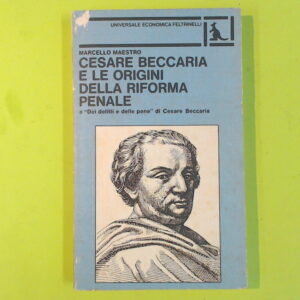 UNIVERSALE ECONOMICA FELTRINELLI
MARCELLO MAESTRO
CESARE BECCARIA
E LE ORIGINI
DELLA RIFORMA
PENALE
e "Dei delitti e delle pene" di Cesare Beccaria